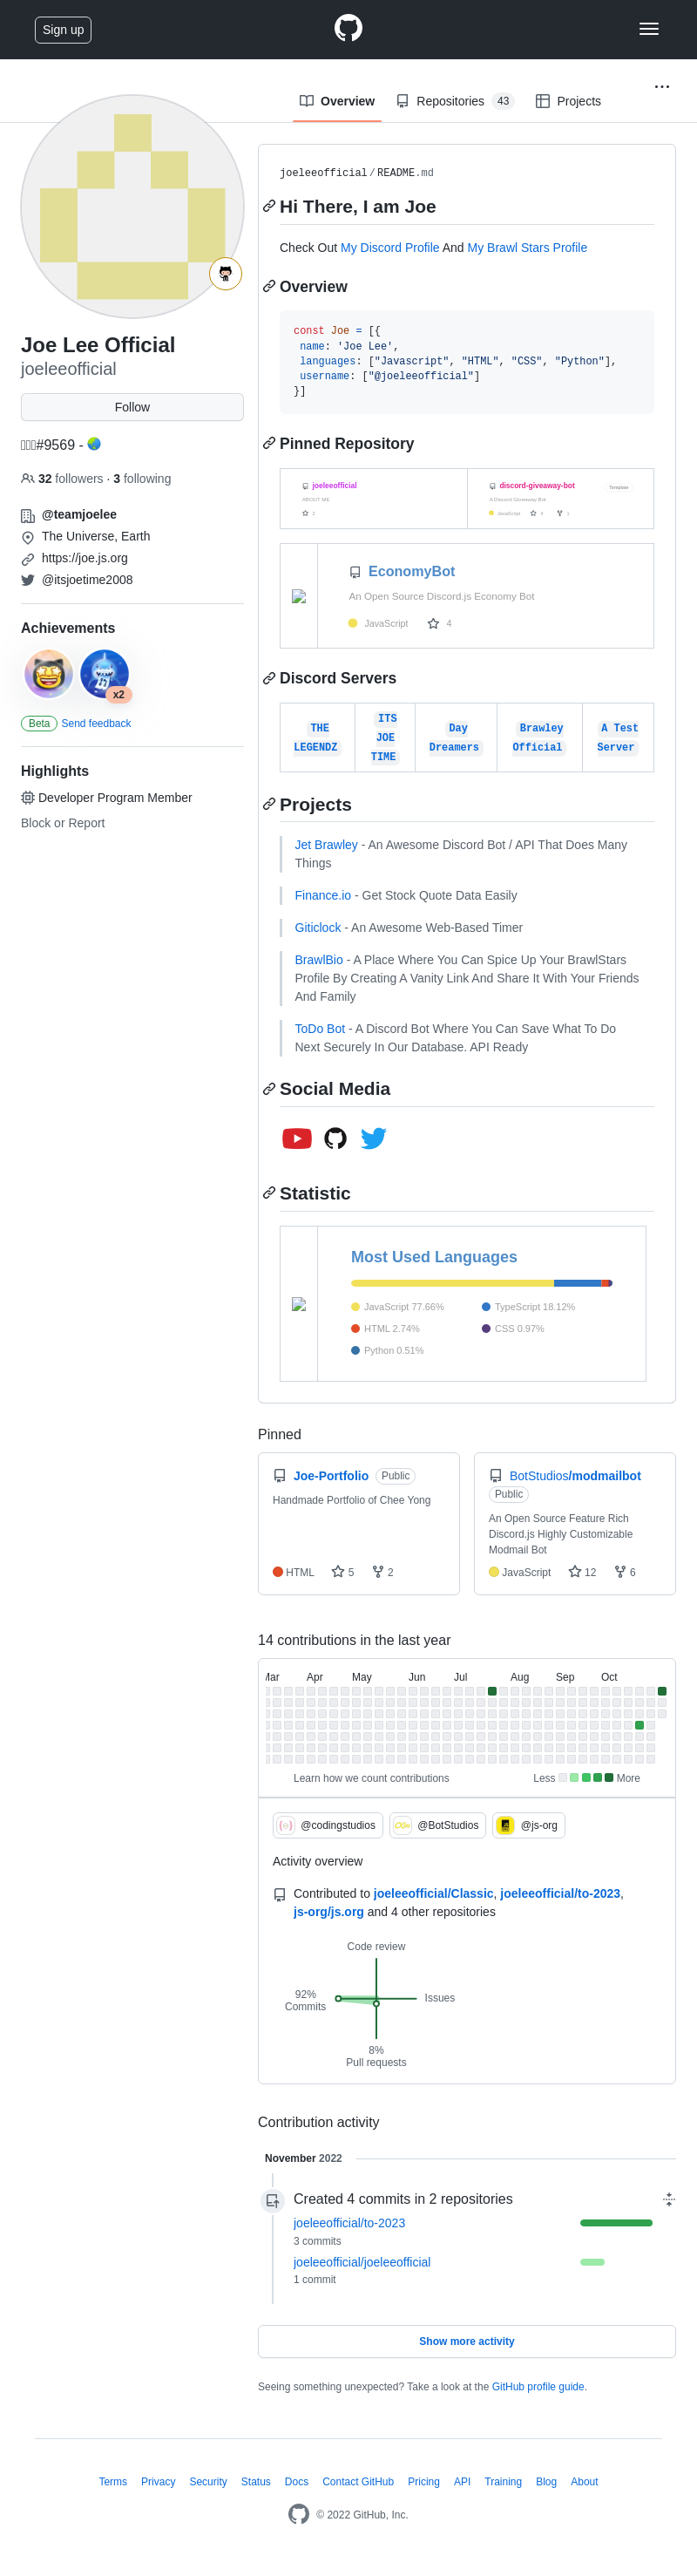 Sign up
Overview
Repositories 43
Projects
Joe Lee Official
joeleeofficial
Follow
#9569 -
32 followers · 3 following
@teamjoelee
The Universe, Earth
https://joe.js.org
@itsjoetime2008
Achievements
x2
Beta Send feedback
Highlights
Developer Program Member
Block or Report
joeleeofficial/README.md
Hi There, I am Joe
Check Out My Discord Profile And My Brawl Stars Profile
Overview
const Joe = [{
name: 'Joe Lee',
languages: ["Javascript", "HTML", "CSS", "Python"],
username: ["@joeleeofficial"]
}]
Pinned Repository
joeleeofficial
ABOUT ME
2
discord-giveaway-bot
Template
A Discord Giveaway Bot
JavaScript
EconomyBot
An Open Source Discord.js Economy Bot
JavaScript 4
Discord Servers
THE LEGENDZ
ITS JOE TIME
Day Dreamers
Brawley Official
A Test Server
Projects
Jet Brawley - An Awesome Discord Bot / API That Does Many
Things
Finance.io - Get Stock Quote Data Easily
Giticlock - An Awesome Web-Based Timer
BrawlBio - A Place Where You Can Spice Up Your BrawlStars
Profile By Creating A Vanity Link And Share It With Your Friends
And Family
ToDo Bot - A Discord Bot Where You Can Save What To Do
Next Securely In Our Database. API Ready
Social Media
Statistic
Most Used Languages
JavaScript 77.66%
TypeScript 18.12%
HTML 2.74%
CSS 0.97%
Python 0.51%
Pinned
Joe-Portfolio Public
Handmade Portfolio of Chee Yong
HTML 5 2
BotStudios/modmailbot
Public
An Open Source Feature Rich
Discord.js Highly Customizable
Modmail Bot
JavaScript 12 6
14 contributions in the last year
Mar Apr May Jun Jul Aug Sep Oct
Learn how we count contributions
Less More
@codingstudios
@BotStudios
@js-org
Activity overview
Contributed to joeleeofficial/Classic, joeleeofficial/to-2023,
js-org/js.org and 4 other repositories
Code review
92%
Commits
Issues
8%
Pull requests
Contribution activity
November 2022
Created 4 commits in 2 repositories
joeleeofficial/to-2023
3 commits
joeleeofficial/joeleeofficial
1 commit
Show more activity
Seeing something unexpected? Take a look at the GitHub profile guide.
Terms Privacy Security Status Docs Contact GitHub Pricing API Training Blog About
© 2022 GitHub, Inc.